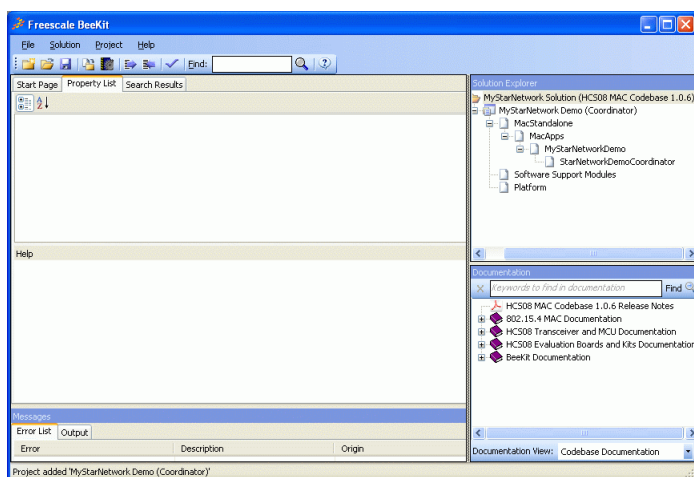 Freescale BeeKit
File Solution Project Help
Find:
Start Page Property List Search Results
Help
Messages
Error List Output
Error Description Origin
Project added 'MyStarNetwork Demo (Coordinator)'
Solution Explorer
MyStarNetwork Solution (HCS08 MAC Codebase 1.0.6)
MyStarNetwork Demo (Coordinator)
MacStandalone
MacApps
MyStarNetworkDemo
StarNetworkDemoCoordinator
Software Support Modules
Platform
Documentation
Keywords to find in documentation Find
HCS08 MAC Codebase 1.0.6 Release Notes
802.15.4 MAC Documentation
HCS08 Transceiver and MCU Documentation
HCS08 Evaluation Boards and Kits Documentation
BeeKit Documentation
Documentation View: Codebase Documentation